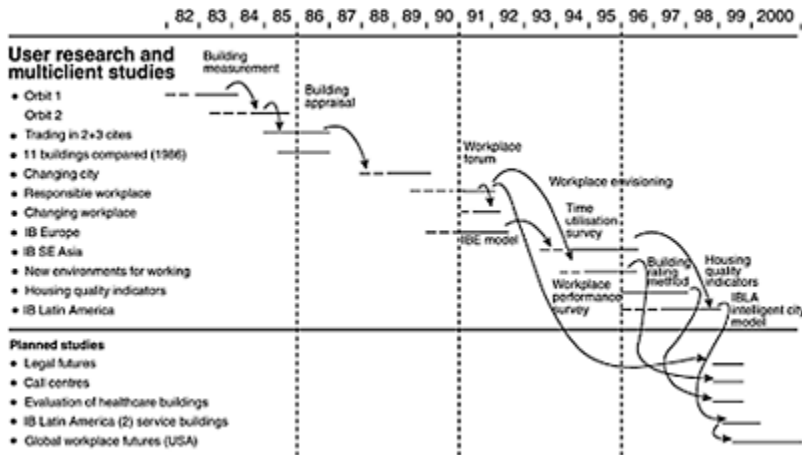 82 83 84 85 86 87 88 89 90 91 92 93 94 95 96 97 98 99 2000
User research and
multiclient studies
Building
measurement
• Orbit 1
Building
appraisal
Orbit 2
• Trading in 2+3 cites
• 11 buildings compared (1986)
Workplace
forum
• Changing city
Workplace envisioning
• Responsible workplace
• Changing workplace
Time
utilisation
survey
• IB Europe
IBE model
• IB SE Asia
Building
rating
method
Housing
quality
indicators
• New environments for working
Workplace
performance
survey
• Housing quality indicators
IBLA
intelligent city
model
• IB Latin America
Planned studies
• Legal futures
• Call centres
• Evaluation of healthcare buildings
• IB Latin America (2) service buildings
• Global workplace futures (USA)